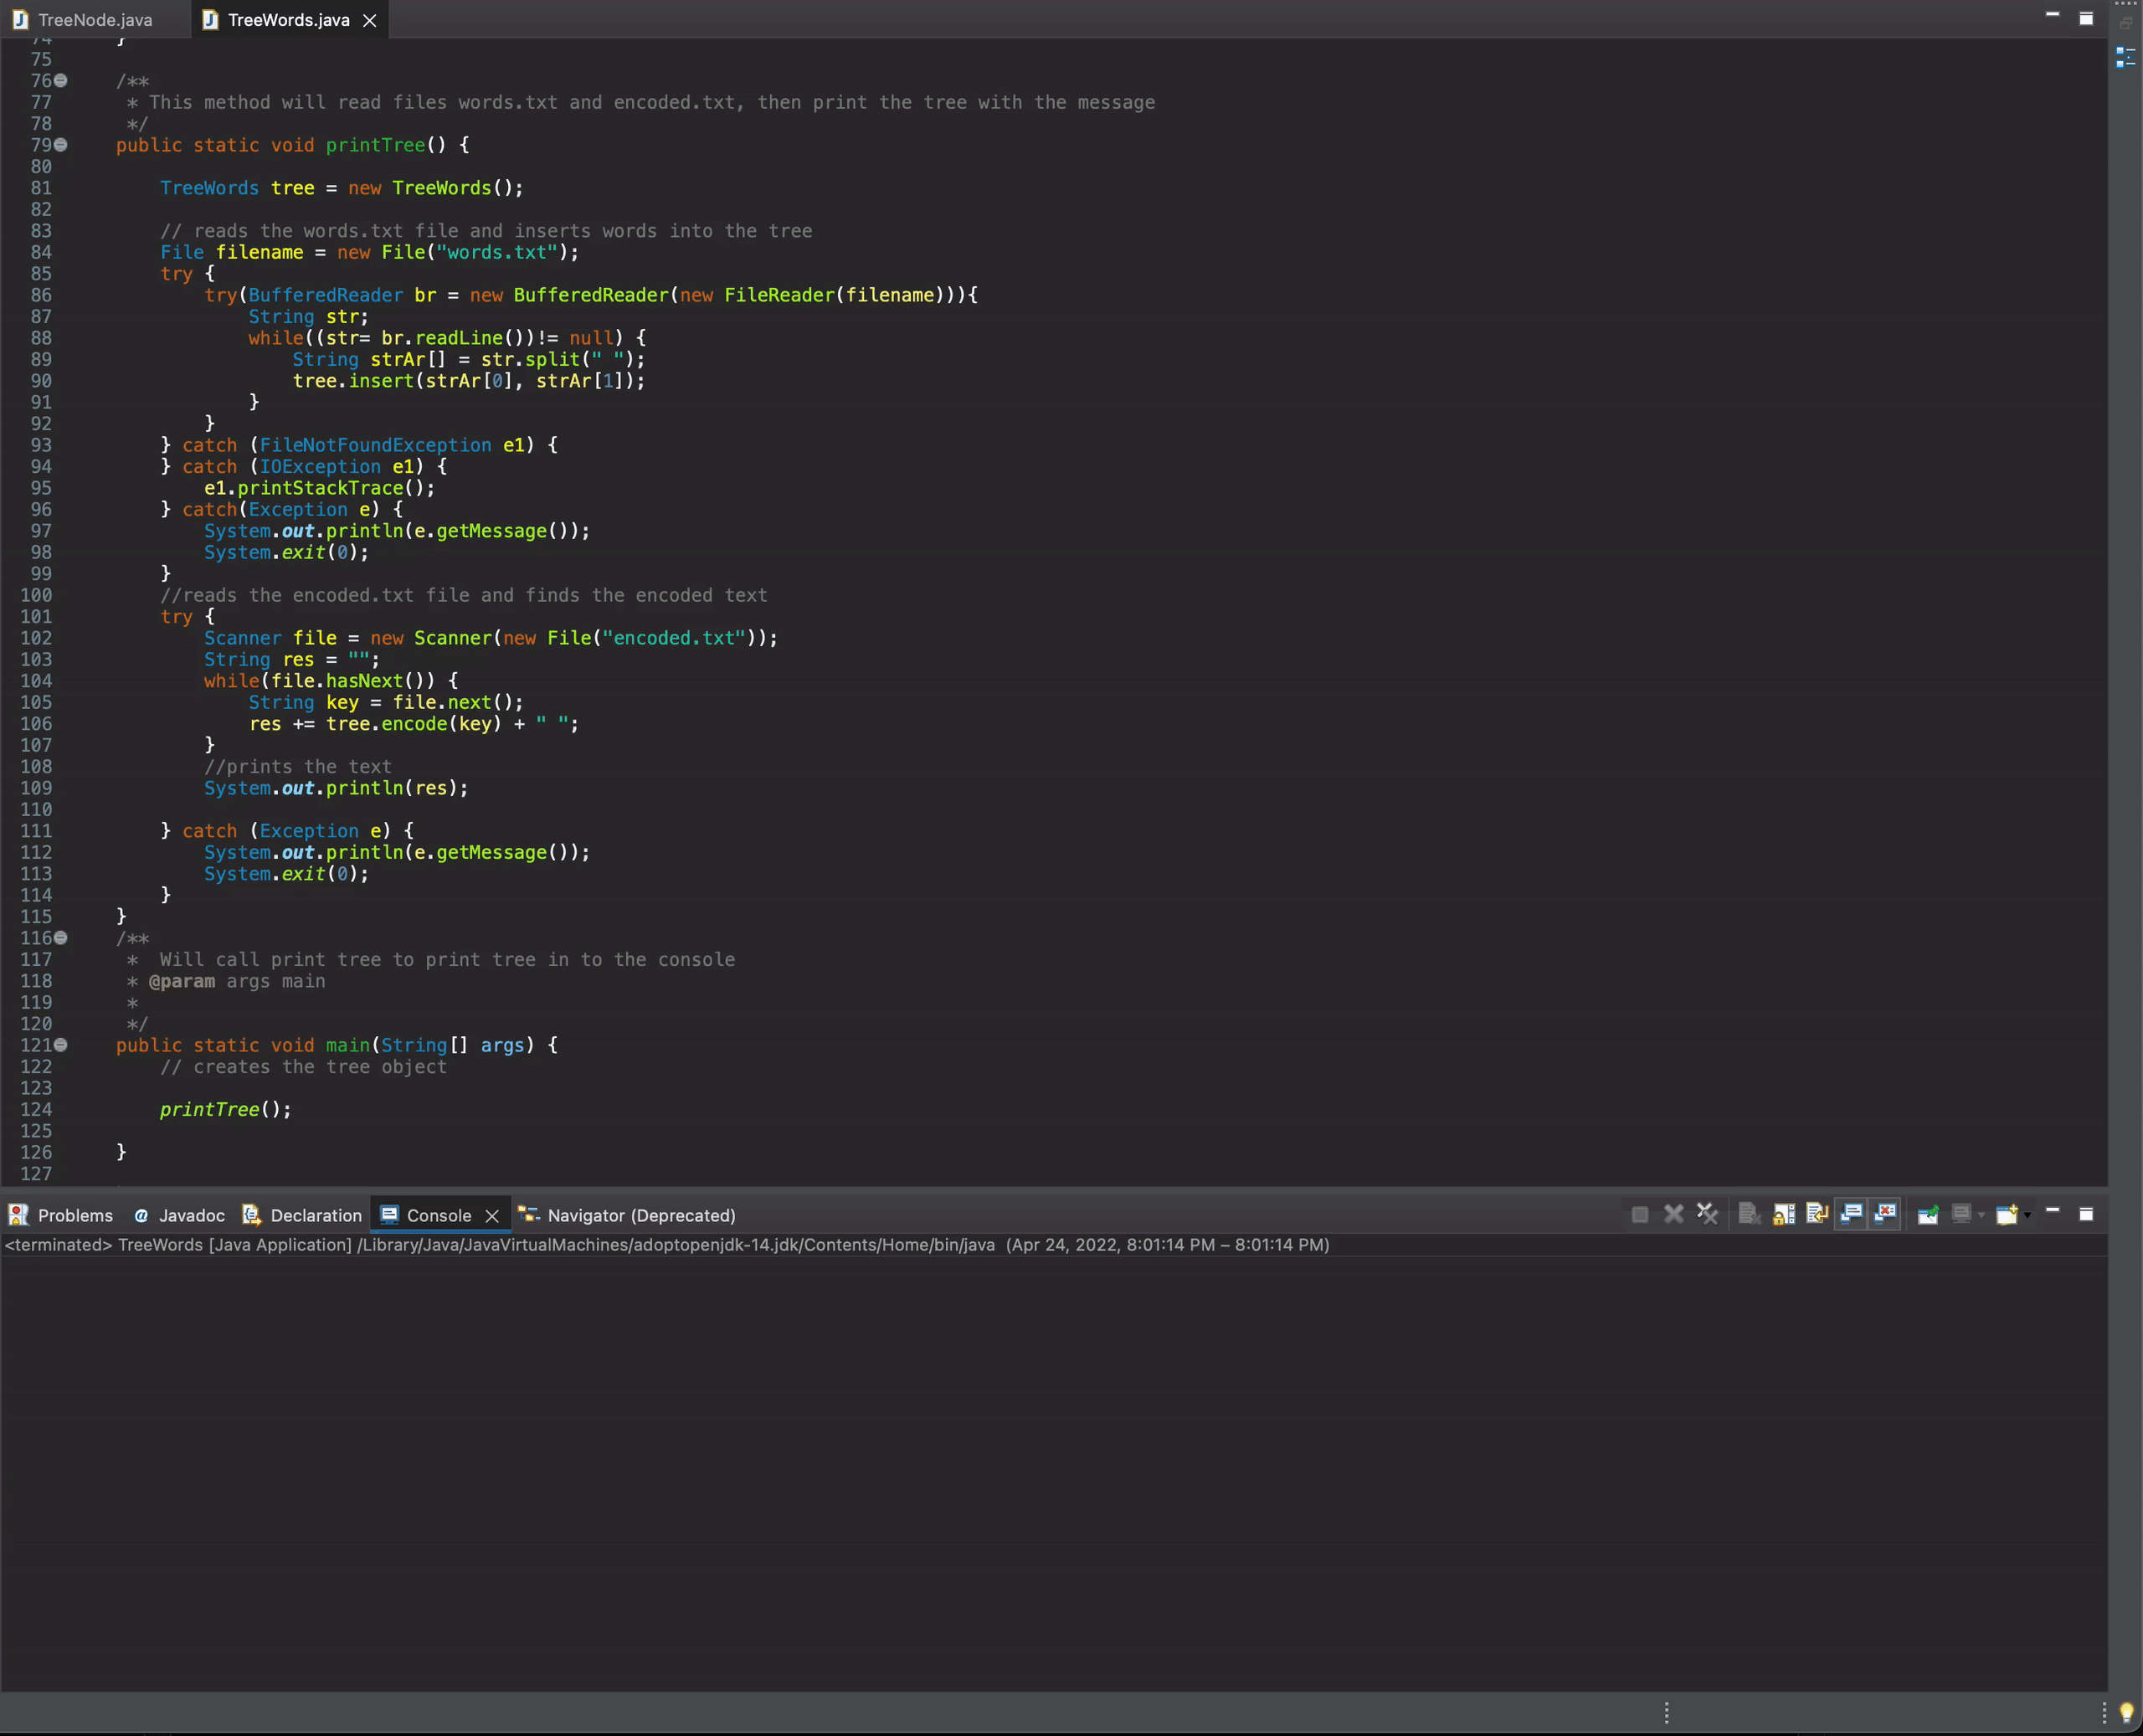 TreeNode.java TreeWords.java
74 }
75
76 /**
77 * This method will read files words.txt and encoded.txt, then print the tree with the message
78 */
79 public static void printTree() {
80
81 TreeWords tree = new TreeWords();
82
83 // reads the words.txt file and inserts words into the tree
84 File filename = new File("words.txt");
85 try {
86 try(BufferedReader br = new BufferedReader(new FileReader(filename))){
87 String str;
88 while((str= br.readLine())!= null) {
89 String strAr[] = str.split(" ");
90 tree.insert(strAr[0], strAr[1]);
91 }
92 }
93 } catch (FileNotFoundException e1) {
94 } catch (IOException e1) {
95 e1.printStackTrace();
96 } catch(Exception e) {
97 System.out.println(e.getMessage());
98 System.exit(0);
99 }
100 //reads the encoded.txt file and finds the encoded text
101 try {
102 Scanner file = new Scanner(new File("encoded.txt"));
103 String res = "";
104 while(file.hasNext()) {
105 String key = file.next();
106 res += tree.encode(key) + " ";
107 }
108 //prints the text
109 System.out.println(res);
110
111 } catch (Exception e) {
112 System.out.println(e.getMessage());
113 System.exit(0);
114 }
115 }
116 /**
117 * Will call print tree to print tree in to the console
118 * @param args main
119 *
120 */
121 public static void main(String[] args) {
122 // creates the tree object
123
124 printTree();
125
126 }
127
Problems @ Javadoc Declaration Console Navigator (Deprecated)
<terminated> TreeWords [Java Application] /Library/Java/JavaVirtualMachines/adoptopenjdk-14.jdk/Contents/Home/bin/java (Apr 24, 2022, 8:01:14 PM – 8:01:14 PM)